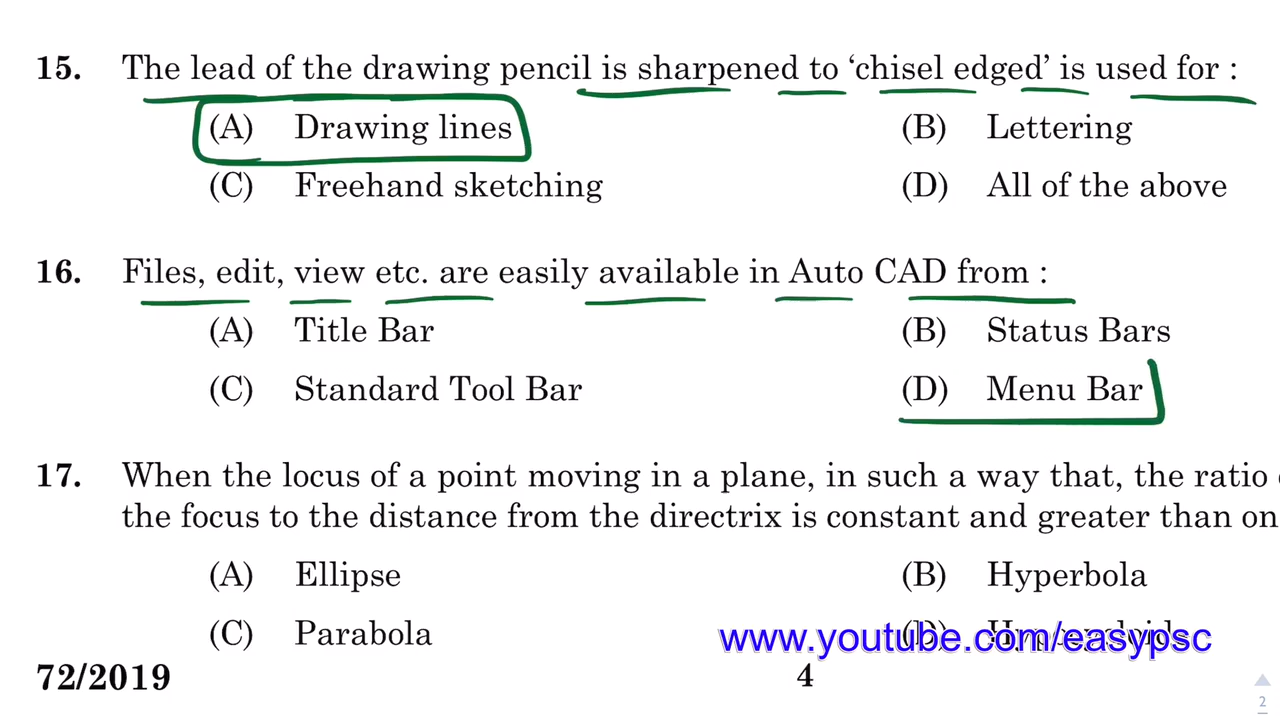 15. The lead of the drawing pencil is sharpened to ‘chisel edged’ is used for :
(A) Drawing lines (B) Lettering
(C) Freehand sketching (D) All of the above
16. Files, edit, view etc. are easily available in Auto CAD from :
(A) Title Bar (B) Status Bars
(C) Standard Tool Bar (D) Menu Bar
17. When the locus of a point moving in a plane, in such a way that, the ratio
the focus to the distance from the directrix is constant and greater than on
(A) Ellipse (B) Hyperbola
(C) Parabola (D)
www.youtube.com/easypsc
72/2019 4
2